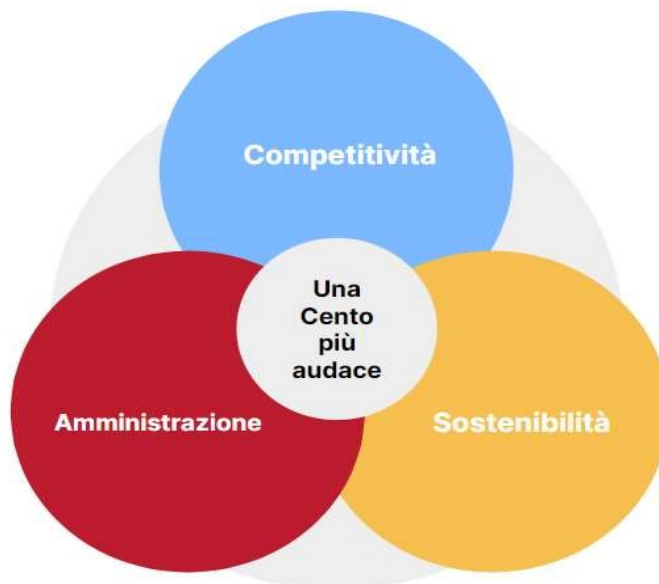 Competitività
Una
Cento
più
audace
Amministrazione
Sostenibilità